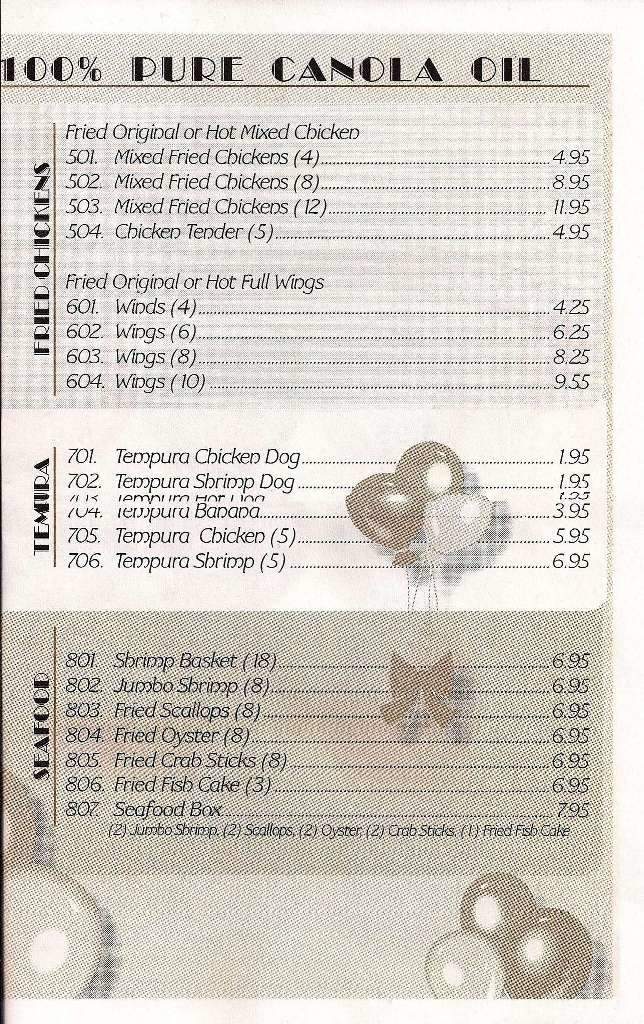 100% PURE CANOLA OIL
FRIED CHICKENS
Fried Original or Hot Mixed Chicken
501. Mixed Fried Chickens (4) 4.95
502. Mixed Fried Chickens (8) 8.95
503. Mixed Fried Chickens (12) 11.95
504. Chicken Tender (5) 4.95
Fried Original or Hot Full Wings
601. Winds (4) 4.25
602. Wings (6) 6.25
603. Wings (8) 8.25
604. Wings (10) 9.55
TEMURA
701. Tempura Chicken Dog 1.95
702. Tempura Shrimp Dog 1.95
703. Tempura Hot Dog
704. Tempura Banana 3.95
705. Tempura Chicken (5) 5.95
706. Tempura Shrimp (5) 6.95
SEAFOOD
801. Shrimp Basket (18) 6.95
802. Jumbo Shrimp (8) 6.95
803. Fried Scallops (8) 6.95
804. Fried Oyster (8) 6.95
805. Fried Crab Sticks (8) 6.95
806. Fried Fish Cake (3) 6.95
807. Seafood Box 7.95
(2) Jumbo Shrimp, (2) Scallops, (2) Oyster, (2) Crab Sticks, (1) Fried Fish Cake